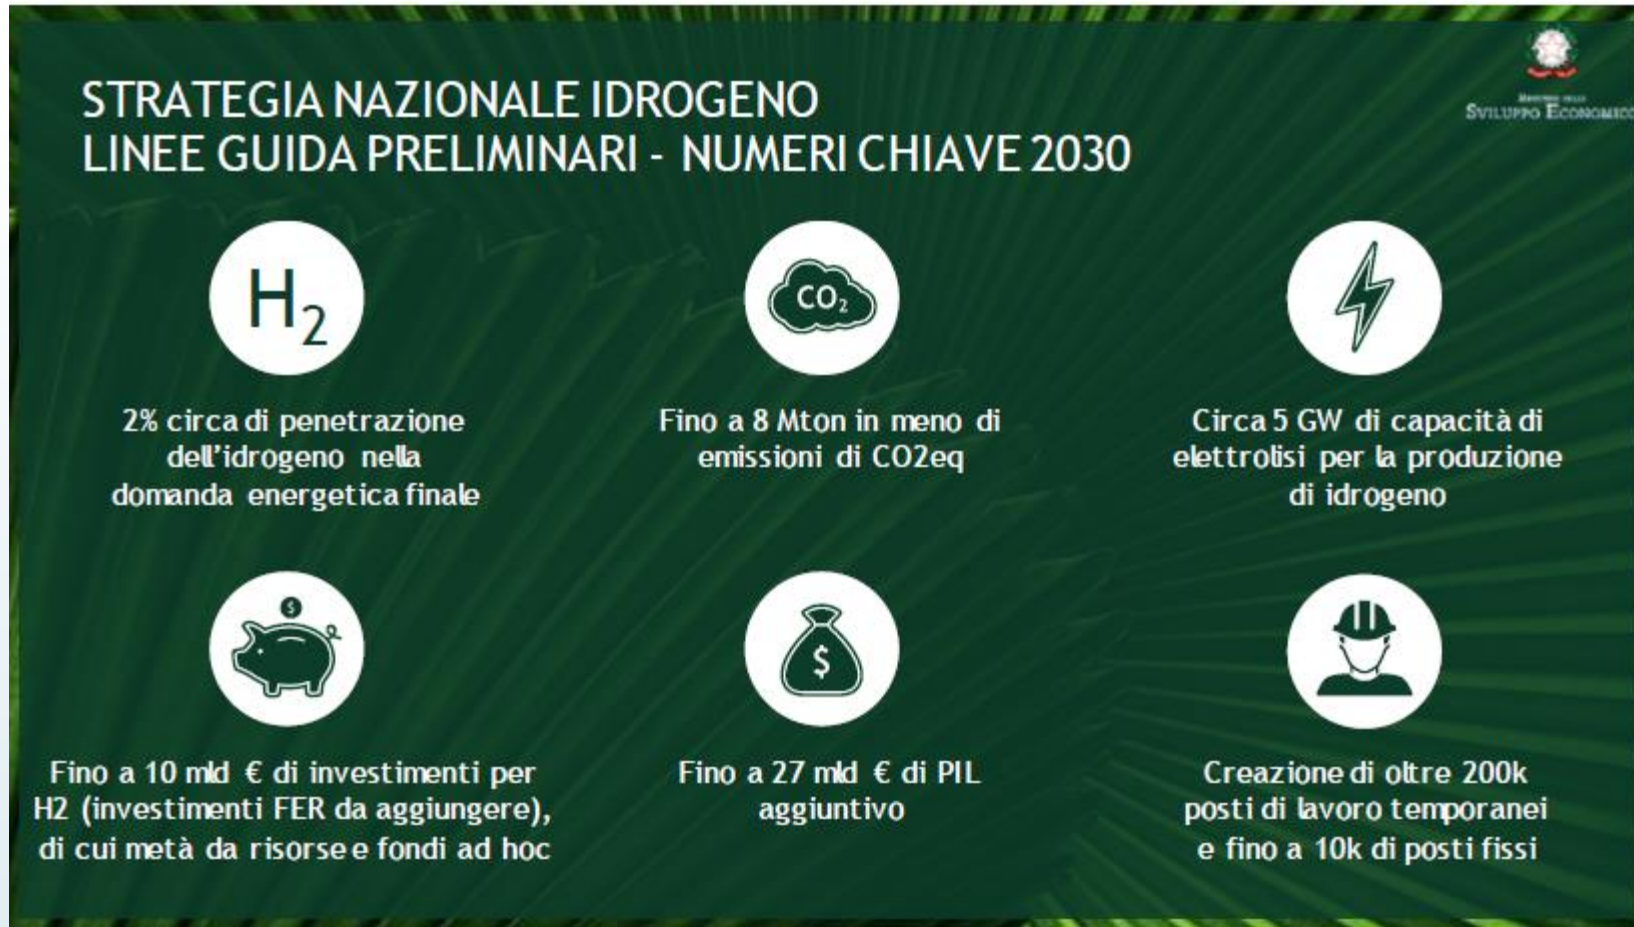 STRATEGIA NAZIONALE IDROGENO
LINEE GUIDA PRELIMINARI - NUMERI CHIAVE 2030
MINISTERO DELLO
SVILUPPO ECONOMICO
H2
2% circa di penetrazione
dell'idrogeno nella
domanda energetica finale
CO2
Fino a 8 Mton in meno di
emissioni di CO2eq
Circa 5 GW di capacità di
elettrolisi per la produzione
di idrogeno
$
Fino a 10 mld € di investimenti per
H2 (investimenti FER da aggiungere),
di cui metà da risorse e fondi ad hoc
$
Fino a 27 mld € di PIL
aggiuntivo
Creazione di oltre 200k
posti di lavoro temporanei
e fino a 10k di posti fissi